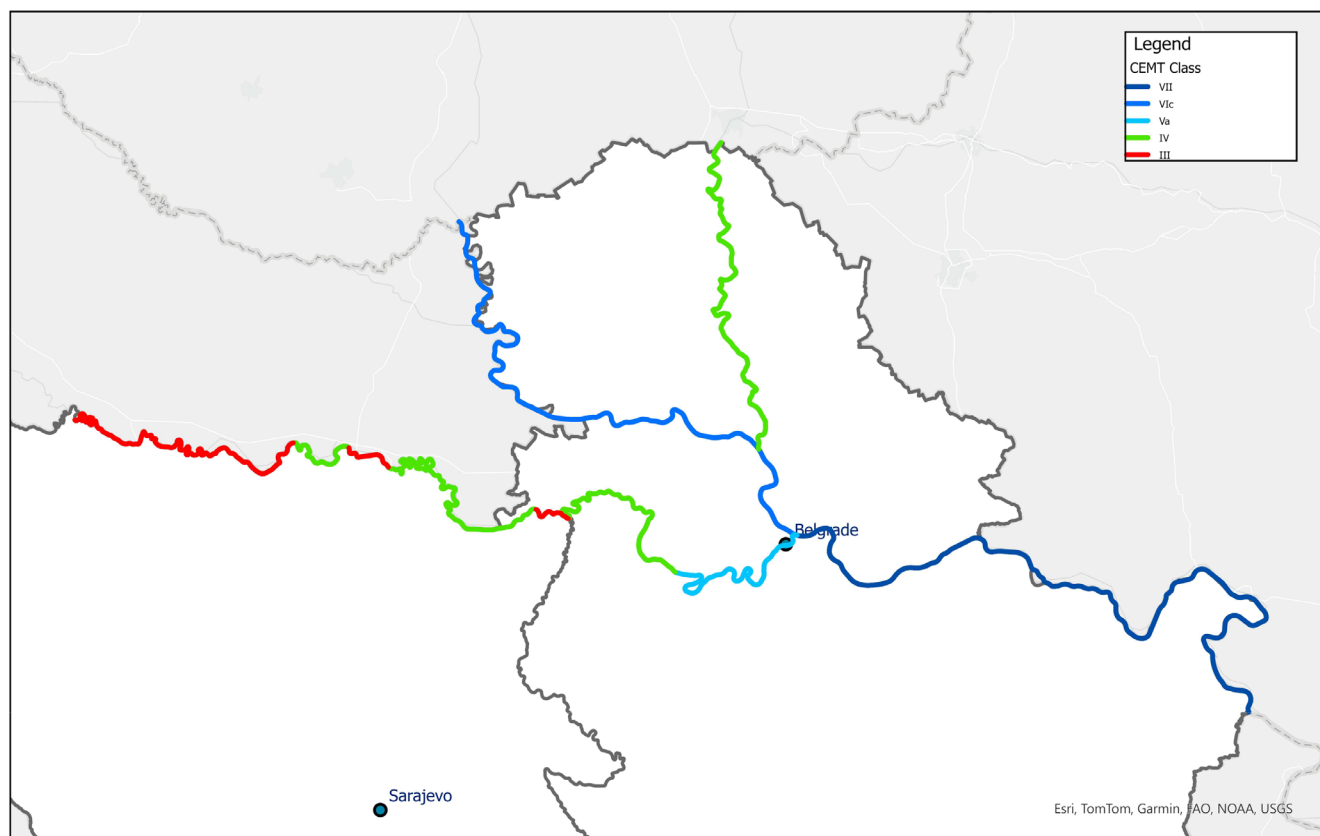 Legend
CEMT Class
VII
VIc
Va
IV
III
Belgrade
Sarajevo
Esri, TomTom, Garmin, FAO, NOAA, USGS